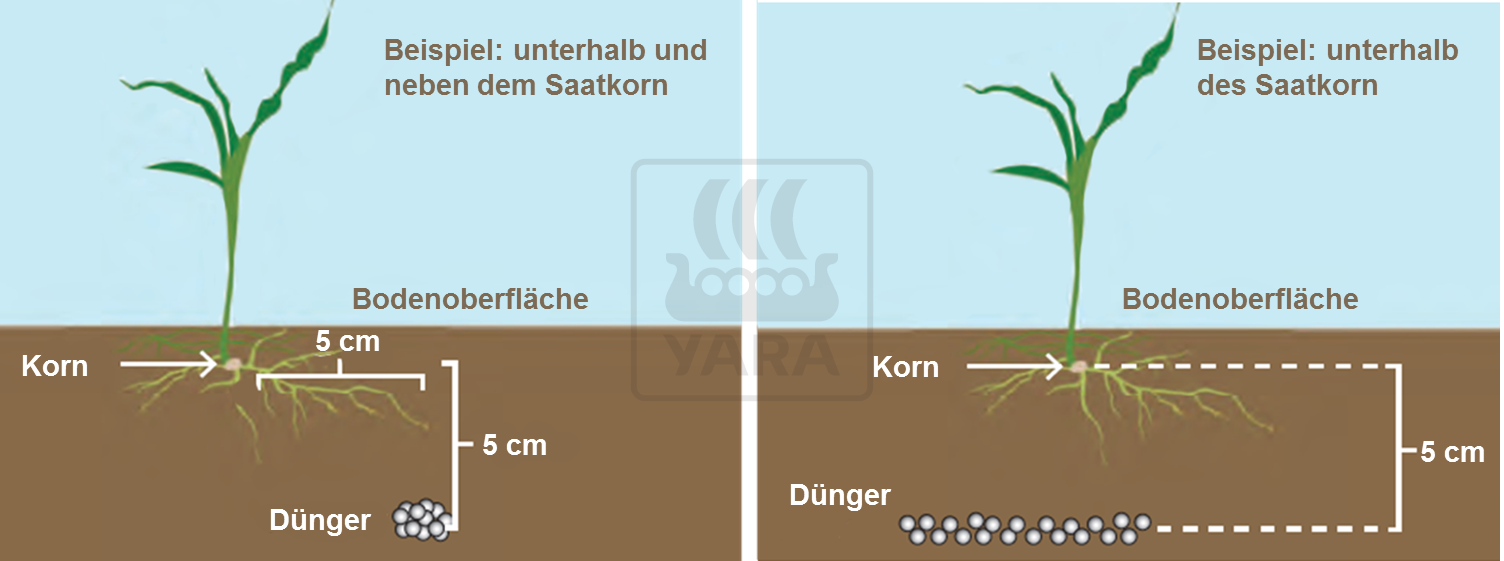 Beispiel: unterhalb und
neben dem Saatkorn
Bodenoberfläche
5 cm
Korn
5 cm
Dünger
Beispiel: unterhalb
des Saatkorn
Bodenoberfläche
Korn
5 cm
Dünger
YARA